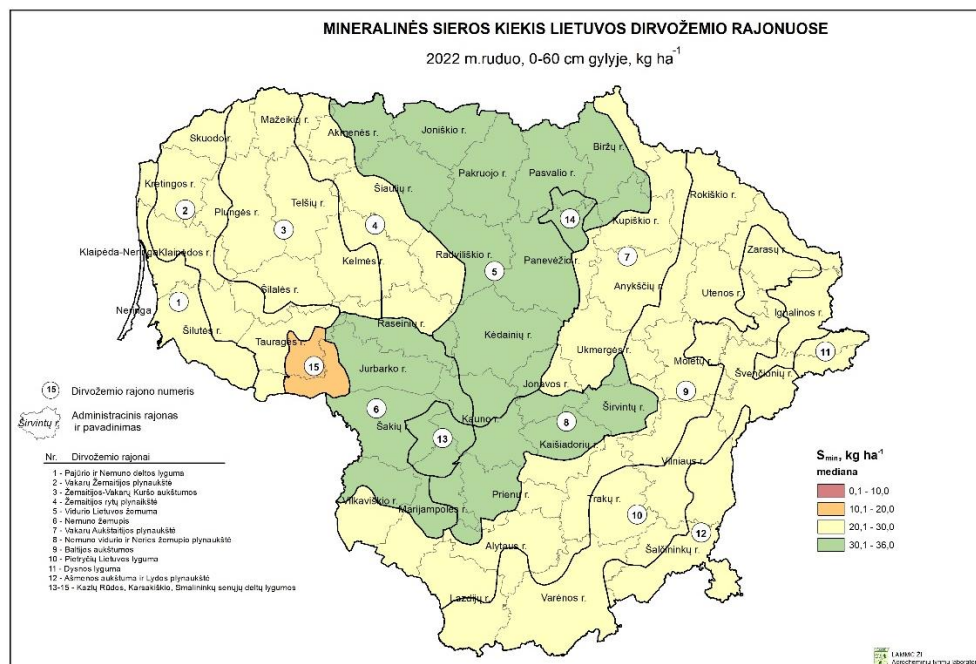 MINERALINĖS SIEROS KIEKIS LIETUVOS DIRVOŽEMIO RAJONUOSE
2022 m.ruduo, 0-60 cm gylyje, kg ha-1
Mažeikių r.
Akmenės r.
Joniškio r.
Skuodo r.
Biržų r.
Pakruojo r.
Pasvalio r.
Kretingos r.
Šiaulių r.
Rokiškio r.
2
Plungės r.
Telšių r.
3
4
14
Kupiškio r.
Klaipėda-Neringa
Klaipėdos r.
Kelmės r.
Radviliškio r.
5
Panevėžio r.
7
Zarasų r.
Anykščių r.
Utenos r.
Šilalės r.
1
Neringa
Ignalinos r.
Šilutės r.
Raseinių r.
Kėdainių r.
Tauragės r.
Ukmergės r.
11
15
Jurbarko r.
Molėtų r.
Švenčionių r.
Jonavos r.
9
6
Širvintų r.
8
Šakių r.
Kauno r.
13
Kaišiadorių r.
Vilniaus r.
Vilkaviškio r.
Prienų r.
Marijampolės r.
Trakų r.
10
12
Alytaus r.
Šalčininkų r.
Lazdijų r.
Varėnos r.
15 Dirvožemio rajono numeris
Širvintų r. Administracinis rajonas
ir pavadinimas
Nr. Dirvožemio rajonai
1 - Pajūrio ir Nemuno deltos lyguma
2 - Vakarų Žemaitijos plynaukštė
3 - Žemaitijos-Vakarų Kuršo aukštumos
4 - Žemaitijos rytų plynaikštė
5 - Vidurio Lietuvos žemuma
6 - Nemuno žemupis
7 - Vakarų Aukštaitijos plynaukštė
8 - Nemuno vidurio ir Neries žemupio plynaukštė
9 - Baltijos aukštumos
10 - Pietryčių Lietuvos lyguma
11 - Dysnos lyguma
12 - Ašmenos aukštuma ir Lydos plynaukštė
13-15 - Kazlų Rūdos, Karsakiškio, Smalininkų senųjų deltų lygumos
Smin, kg ha-1
mediana
0,1 - 10,0
10,1 - 20,0
20,1 - 30,0
30,1 - 36,0
LAMMC ŽI
Agrocheminių tyrimų laboratorija